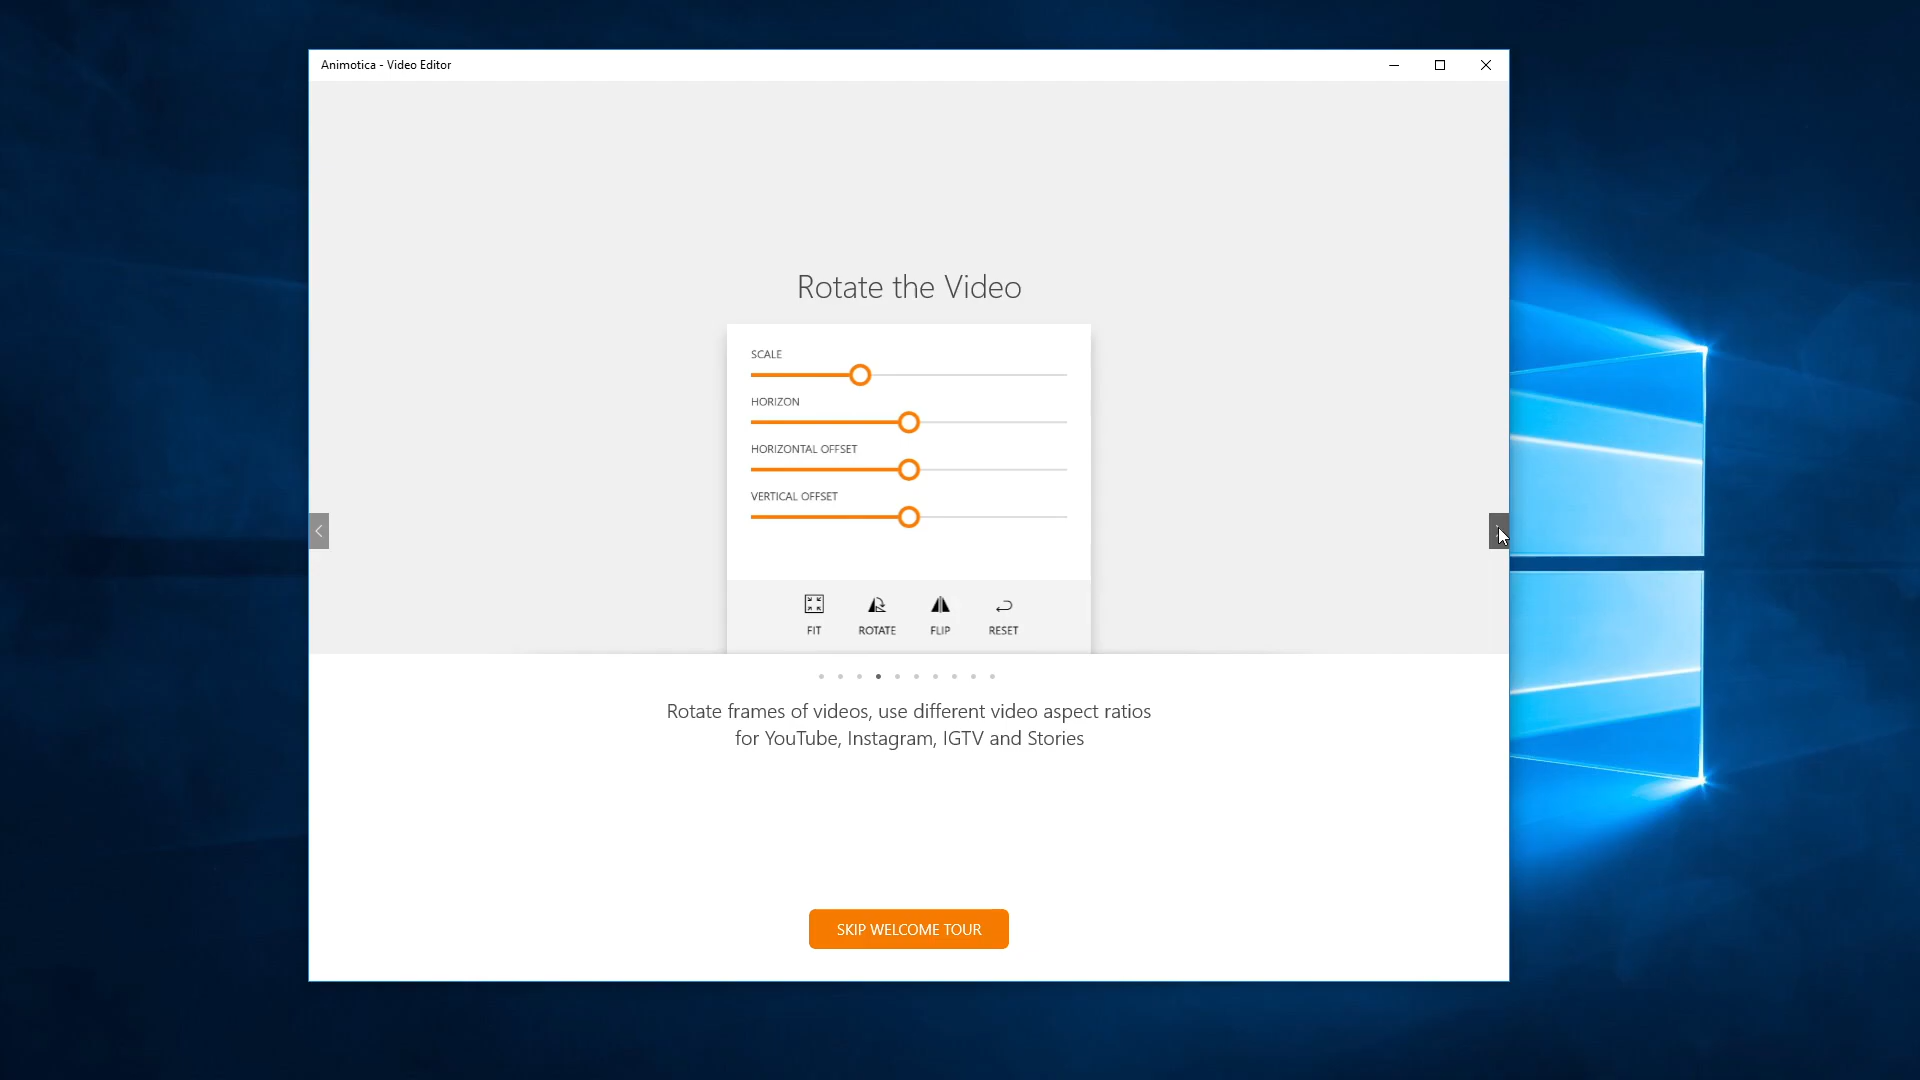 Animotica - Video Editor
Rotate the Video
SCALE
HORIZON
HORIZONTAL OFFSET
VERTICAL OFFSET
FIT
ROTATE
FLIP
RESET
Rotate frames of videos, use different video aspect ratios
for YouTube, Instagram, IGTV and Stories
SKIP WELCOME TOUR